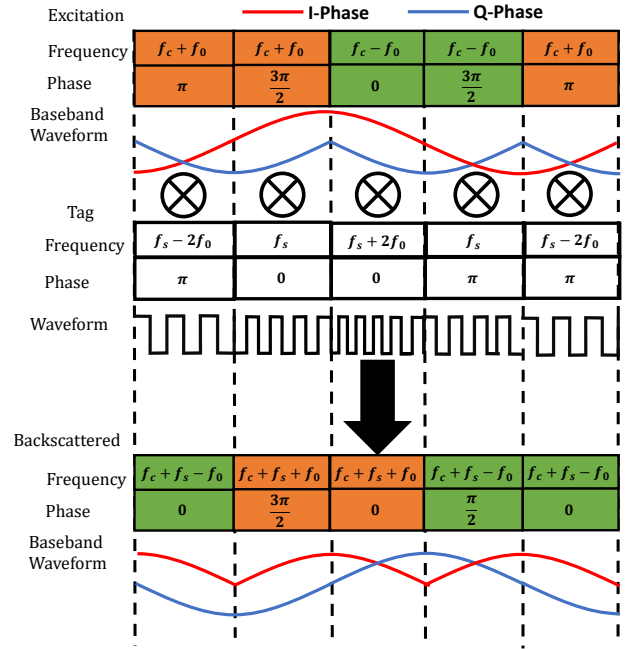 Excitation I-Phase Q-Phase
Frequency f_c + f_0 f_c + f_0 f_c − f_0 f_c − f_0 f_c + f_0
Phase π 3π/2 0 3π/2 π
Baseband
Waveform
Tag
Frequency f_s − 2f_0 f_s f_s + 2f_0 f_s f_s − 2f_0
Phase π 0 0 π π
Waveform
Backscattered
Frequency f_c + f_s − f_0 f_c + f_s + f_0 f_c + f_s + f_0 f_c + f_s − f_0 f_c + f_s − f_0
Phase 0 3π/2 0 π/2 0
Baseband
Waveform